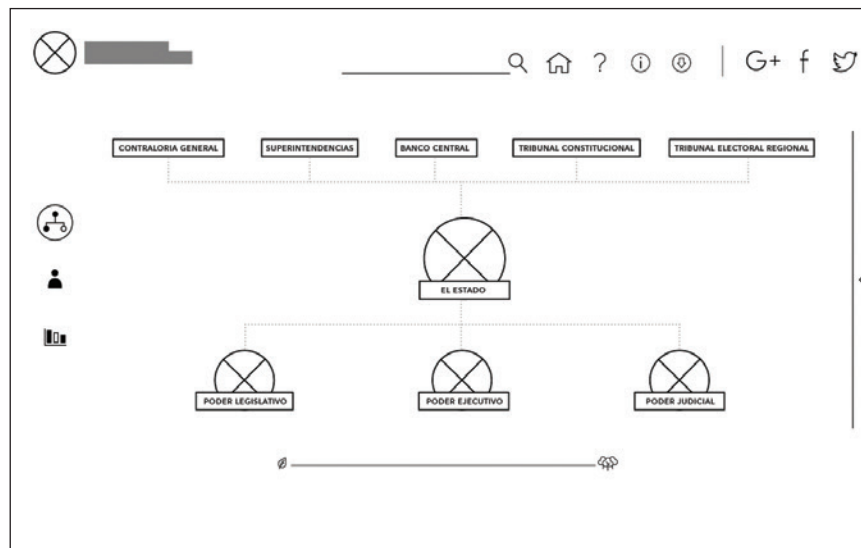 G+ f
CONTRALORIA GENERAL
SUPERINTENDENCIAS
BANCO CENTRAL
TRIBUNAL CONSTITUCIONAL
TRIBUNAL ELECTORAL REGIONAL
EL ESTADO
PODER LEGISLATIVO
PODER EJECUTIVO
PODER JUDICIAL